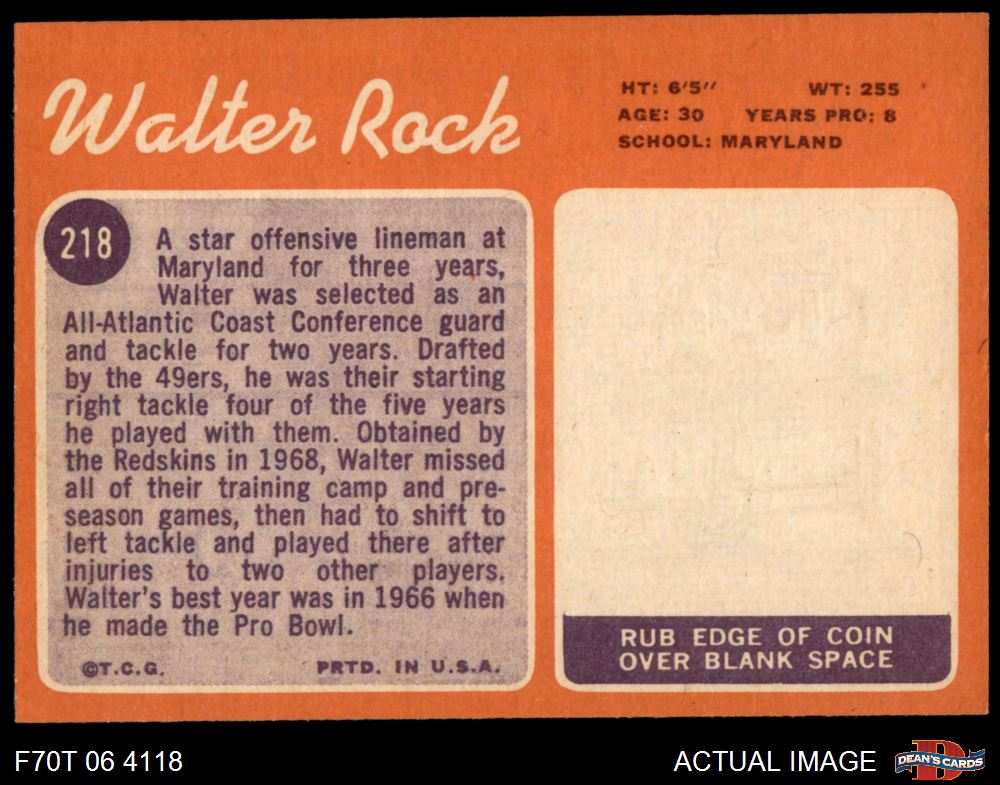 Walter Rock
HT: 6'5'' WT: 255
AGE: 30 YEARS PRO: 8
SCHOOL: MARYLAND
218
A star offensive lineman at
Maryland for three years,
Walter was selected as an
All-Atlantic Coast Conference guard
and tackle for two years. Drafted
by the 49ers, he was their starting
right tackle four of the five years
he played with them. Obtained by
the Redskins in 1968, Walter missed
all of their training camp and pre-
season games, then had to shift to
left tackle and played there after
injuries to two other players.
Walter's best year was in 1966 when
he made the Pro Bowl.
©T.C.G. PRTD. IN U.S.A.
RUB EDGE OF COIN
OVER BLANK SPACE
F70T 06 4118
ACTUAL IMAGE
D
DEAN'S CARDS